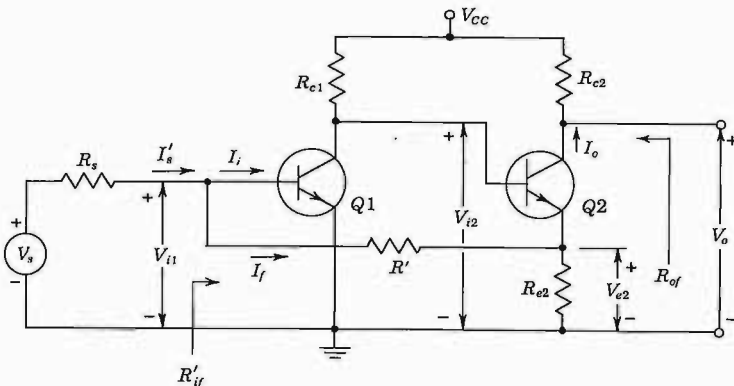 V_CC
R_c1
R_c2
R_s
I'_s
I_i
+
+
I_o
+
+
Q1
Q2
V_s
V_i1
V_i2
V_o
I_f
R'
R_e2
+
V_e2
R_of
−
−
−
−
−
R'_if